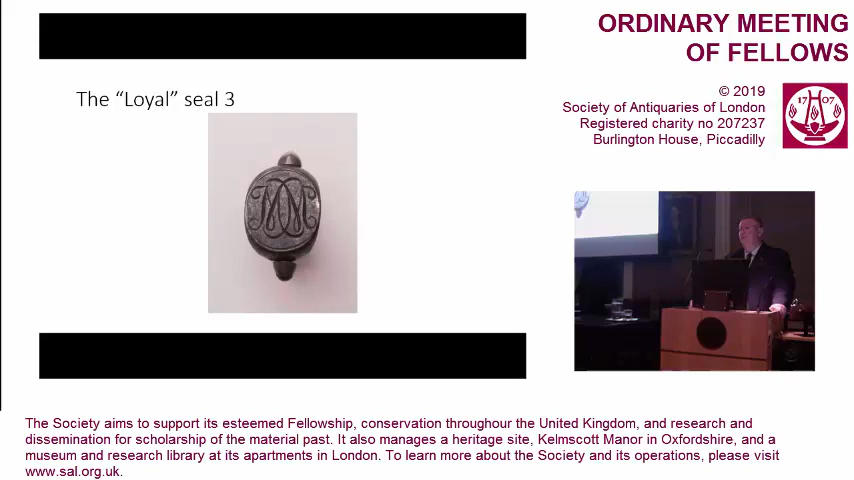 ORDINARY MEETING
OF FELLOWS
© 2019
Society of Antiquaries of London
Registered charity no 207237
Burlington House, Piccadilly
17 07
The “Loyal” seal 3
The Society aims to support its esteemed Fellowship, conservation throughour the United Kingdom, and research and
dissemination for scholarship of the material past. It also manages a heritage site, Kelmscott Manor in Oxfordshire, and a
museum and research library at its apartments in London. To learn more about the Society and its operations, please visit
www.sal.org.uk.